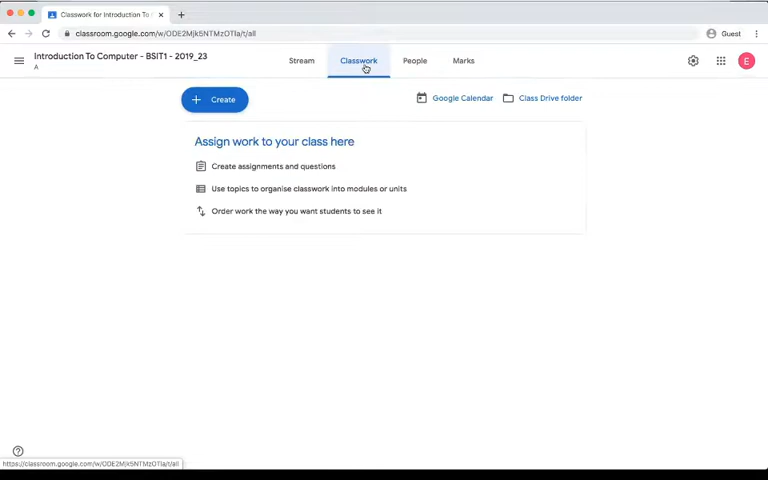 Classwork for Introduction To
classroom.google.com/w/ODE2Mjk5NTMzOTla/t/all
Guest
Introduction To Computer - BSIT1 - 2019_23
A
Stream
Classwork
People
Marks
E
Create
Google Calendar
Class Drive folder
Assign work to your class here
Create assignments and questions
Use topics to organise classwork into modules or units
Order work the way you want students to see it
https://classroom.google.com/w/ODE2Mjk5NTMzOTla/t/all